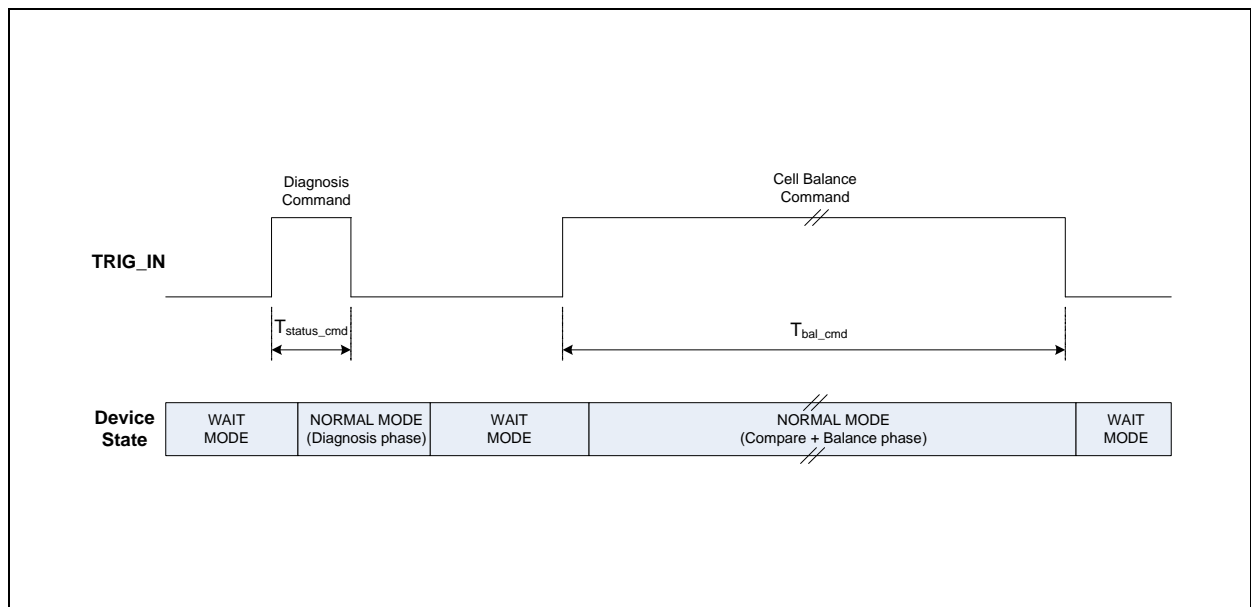 Diagnosis
Command
Cell Balance
Command
TRIG_IN
Tstatus_cmd
Tbal_cmd
Device
State
WAIT
MODE
NORMAL MODE
(Diagnosis phase)
WAIT
MODE
NORMAL MODE
(Compare + Balance phase)
WAIT
MODE